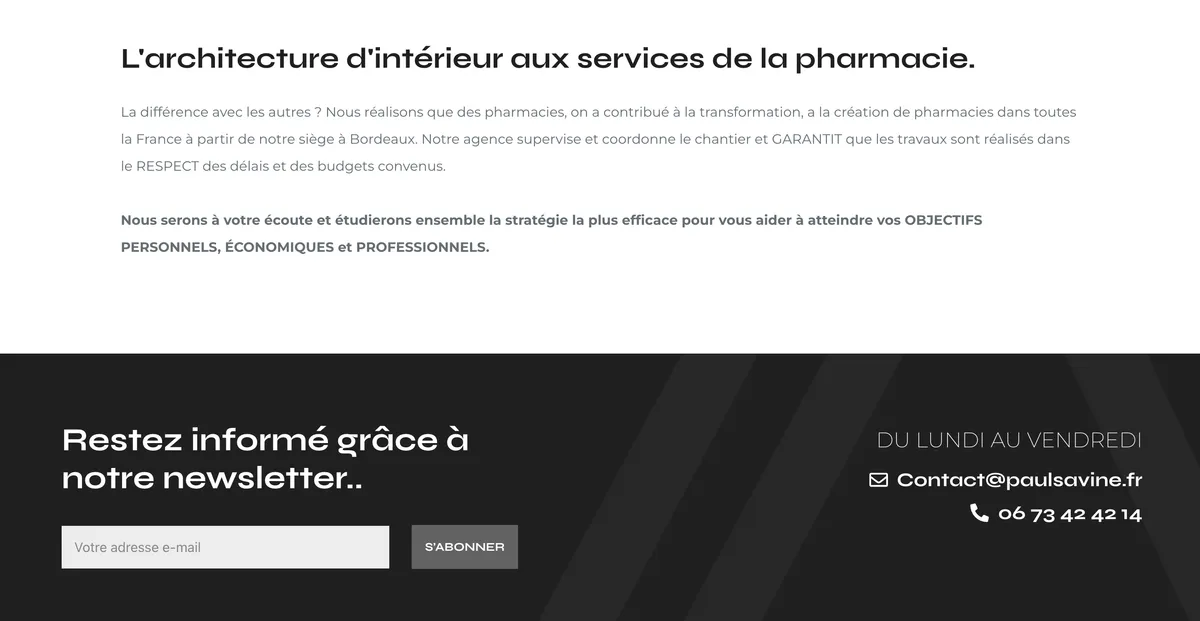 L'architecture d'intérieur aux services de la pharmacie.
La différence avec les autres ? Nous réalisons que des pharmacies, on a contribué à la transformation, a la création de pharmacies dans toutes
la France à partir de notre siège à Bordeaux. Notre agence supervise et coordonne le chantier et GARANTIT que les travaux sont réalisés dans
le RESPECT des délais et des budgets convenus.
Nous serons à votre écoute et étudierons ensemble la stratégie la plus efficace pour vous aider à atteindre vos OBJECTIFS
PERSONNELS, ÉCONOMIQUES et PROFESSIONNELS.
Restez informé grâce à
notre newsletter..
Votre adresse e-mail
S'ABONNER
DU LUNDI AU VENDREDI
Contact@paulsavine.fr
06 73 42 42 14